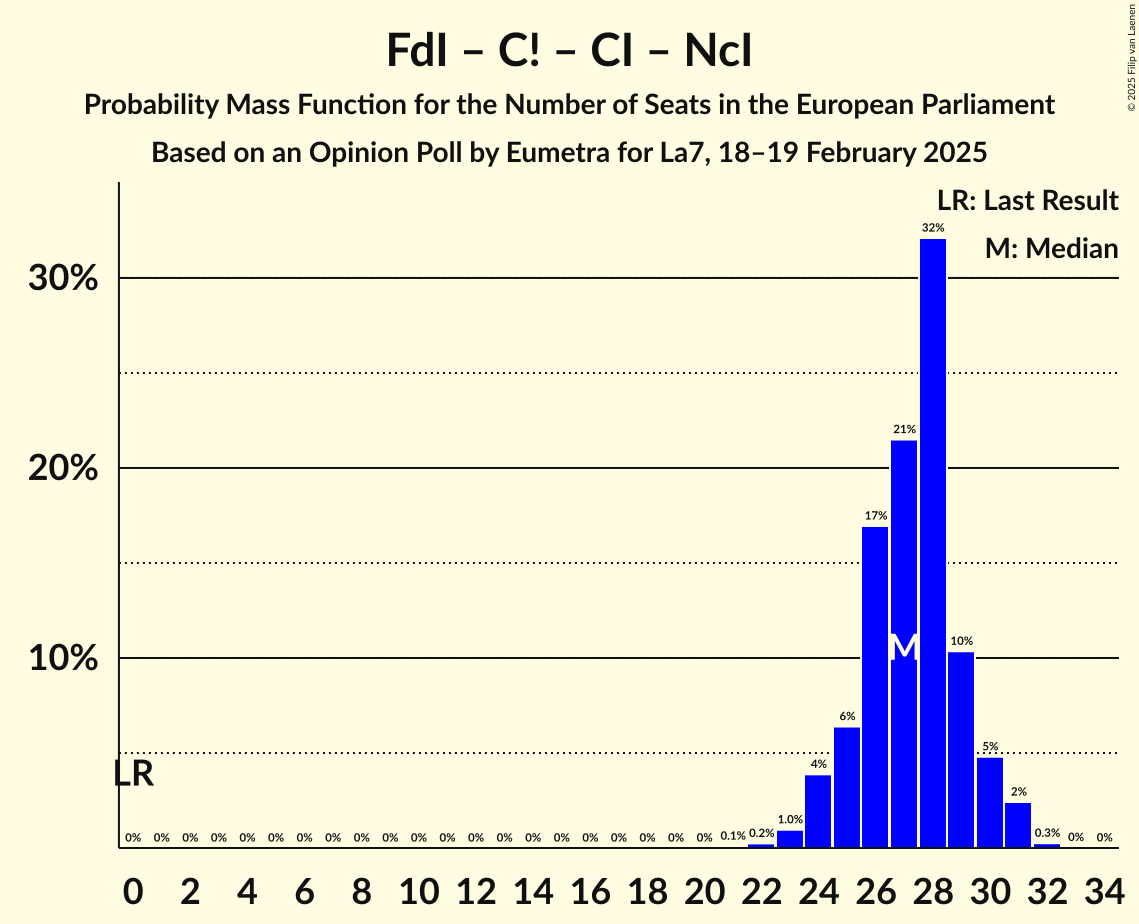 FdI – C! – CI – NcI
Probability Mass Function for the Number of Seats in the European Parliament
Based on an Opinion Poll by Eumetra for La7, 18–19 February 2025
© 2025 Filip van Laenen
LR: Last Result
M: Median
32%
30%
21%
20%
17%
M
10%
10%
6%
5%
4%
LR
2%
1.0%
0% 0% 0% 0% 0% 0% 0% 0% 0% 0% 0% 0% 0% 0% 0% 0% 0% 0% 0% 0% 0% 0.1% 0.2% 0.3% 0% 0%
0 2 4 6 8 10 12 14 16 18 20 22 24 26 28 30 32 34